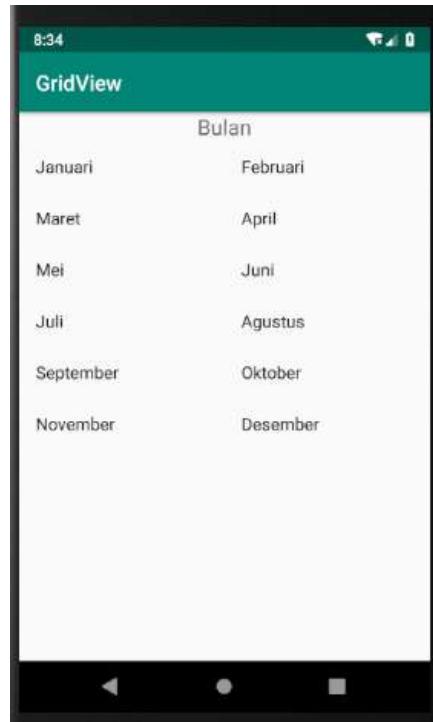 8:34
GridView
Bulan
Januari Februari
Maret April
Mei Juni
Juli Agustus
September Oktober
November Desember